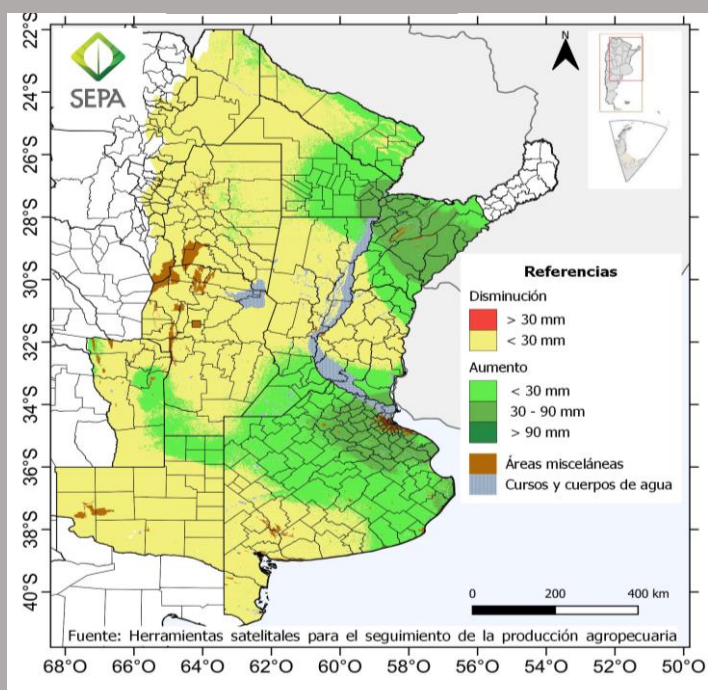 22°S
24°S
26°S
28°S
30°S
32°S
34°S
36°S
38°S
40°S
SEPA
N
Referencias
Disminución
> 30 mm
< 30 mm
Aumento
< 30 mm
30 - 90 mm
> 90 mm
Áreas misceláneas
Cursos y cuerpos de agua
0 200 400 km
Fuente: Herramientas satelitales para el seguimiento de la producción agropecuaria
68°O 66°O 64°O 62°O 60°O 58°O 56°O 54°O 52°O 50°O